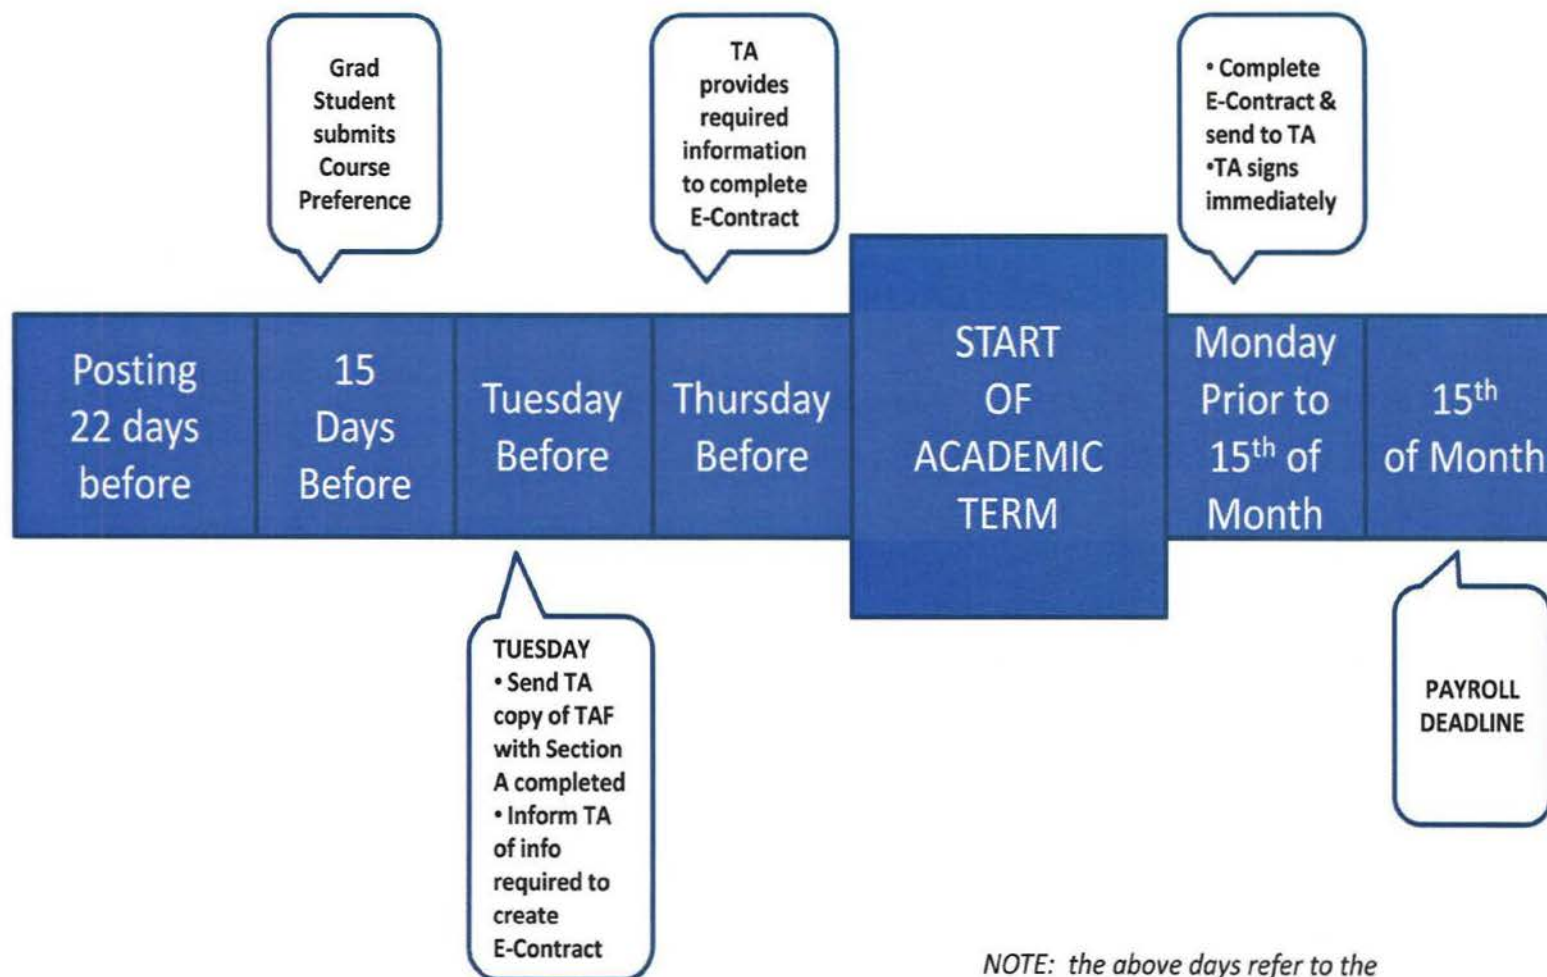 Grad
Student
submits
Course
Preference
TA
provides
required
information
to complete
E-Contract
• Complete
E-Contract &
send to TA
•TA signs
immediately
Posting
22 days
before
15
Days
Before
Tuesday
Before
Thursday
Before
START
OF
ACADEMIC
TERM
Monday
Prior to
15th of
Month
15th
of Month
TUESDAY
• Send TA
copy of TAF
with Section
A completed
• Inform TA
of info
required to
create
E-Contract
PAYROLL
DEADLINE
NOTE: the above days refer to the